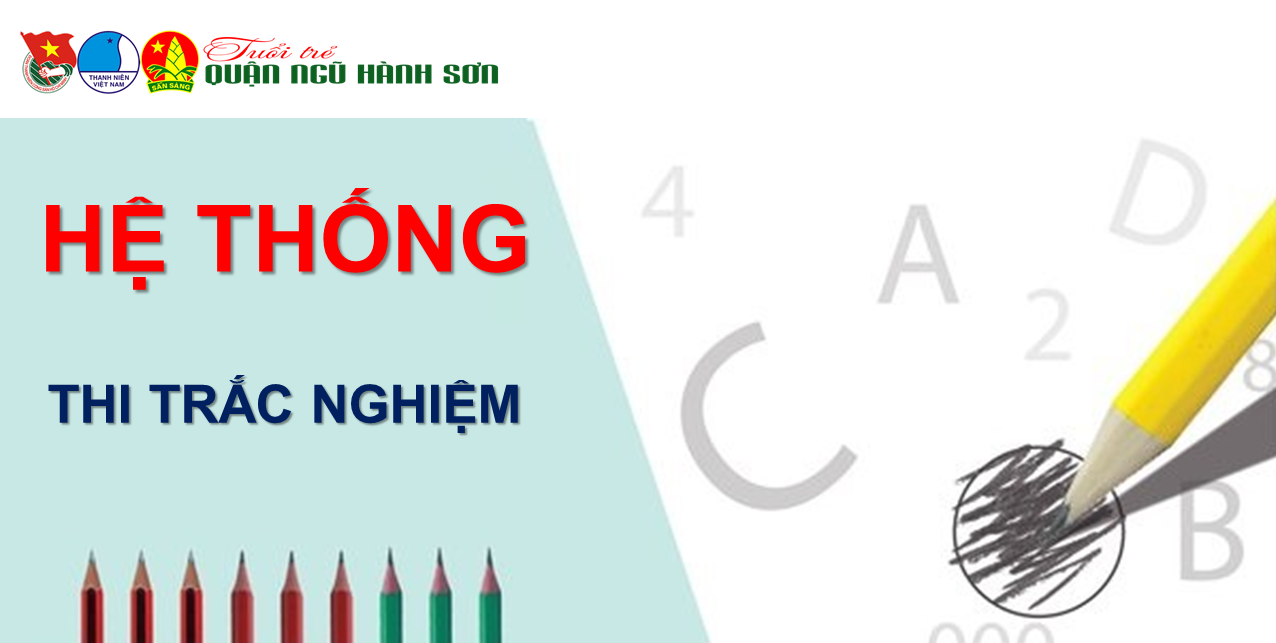 Tuổi trẻ
QUẬN NGŨ HÀNH SƠN
THANH NIÊN
VIỆT NAM
SẴN SÀNG
HỆ THỐNG
THI TRẮC NGHIỆM
4
A
D
2
8
C
B
000